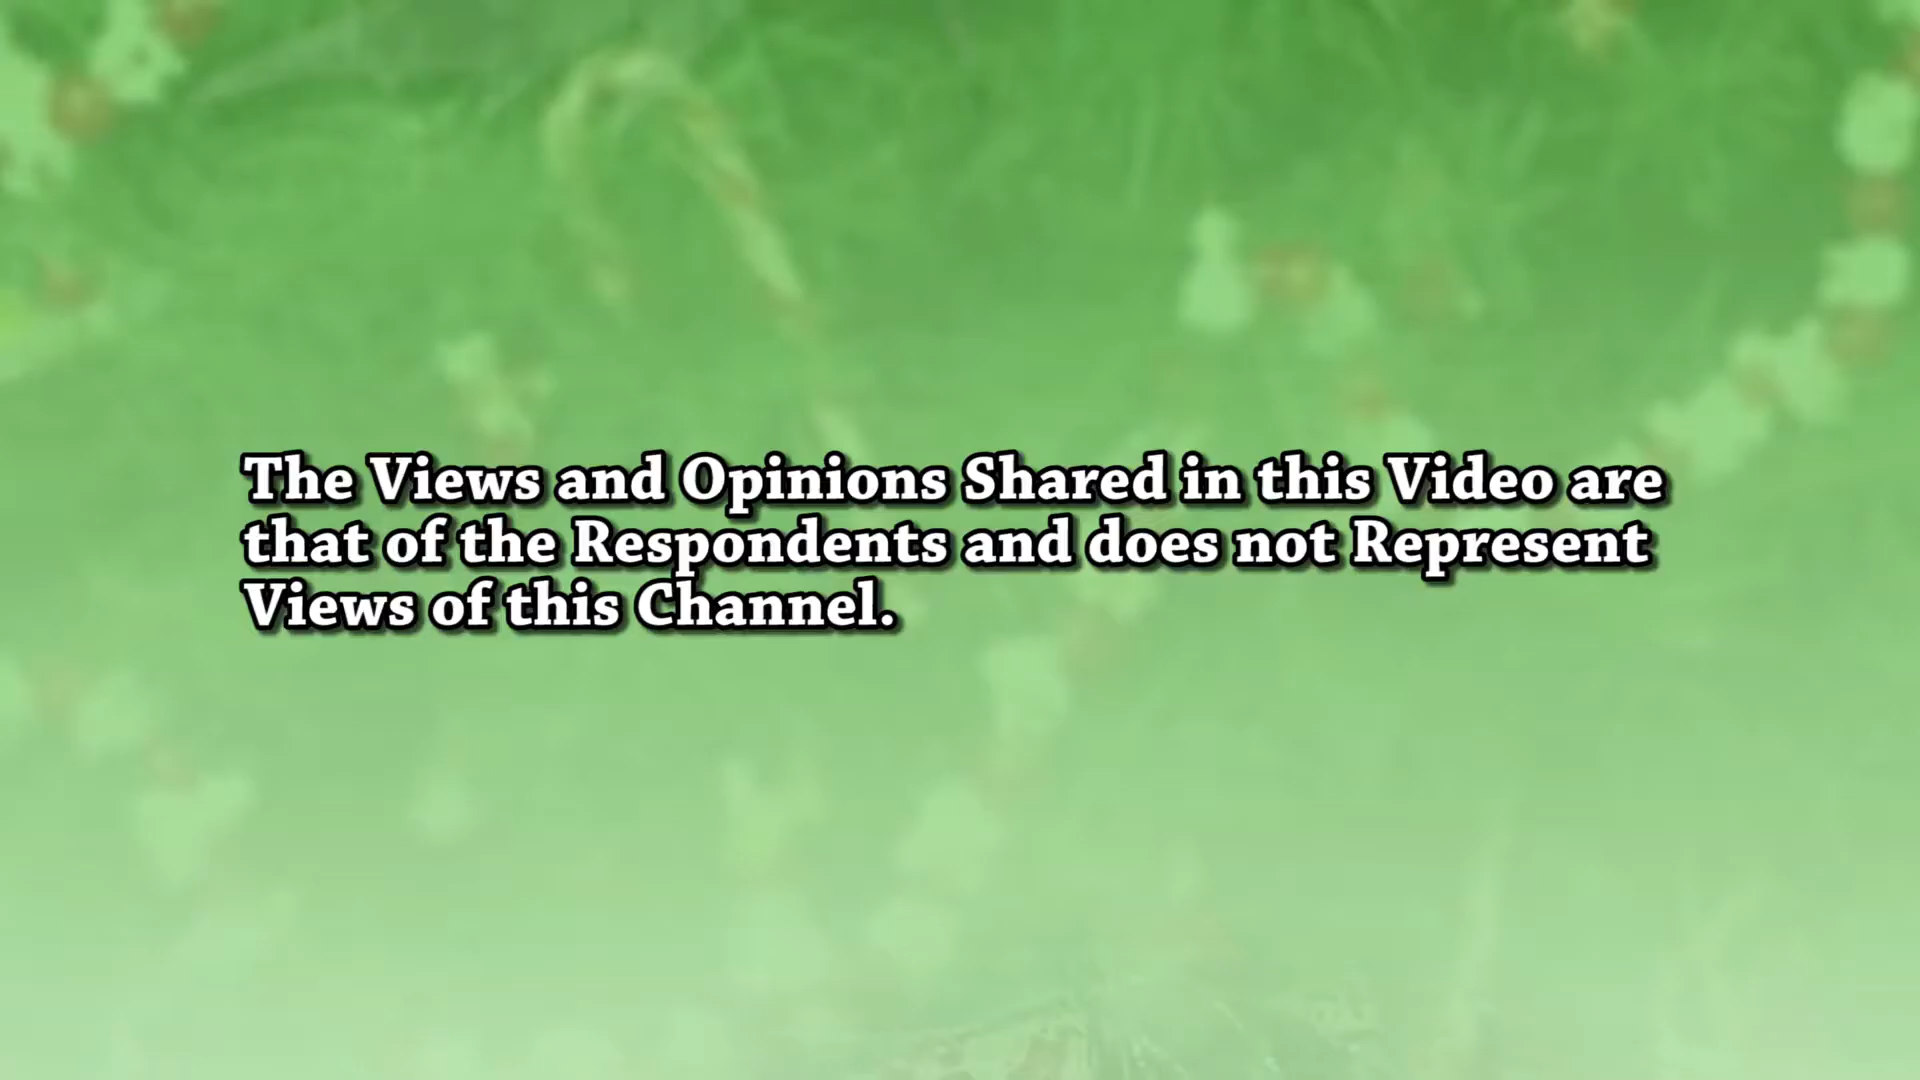 The Views and Opinions Shared in this Video are
that of the Respondents and does not Represent
Views of this Channel.